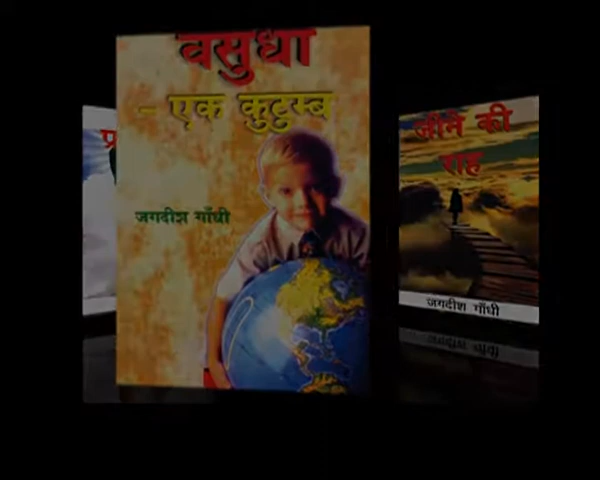 वसुधा
- एक कुटुम्ब
जगदीश गाँधी
जीने की
राह
जगदीश गाँधी